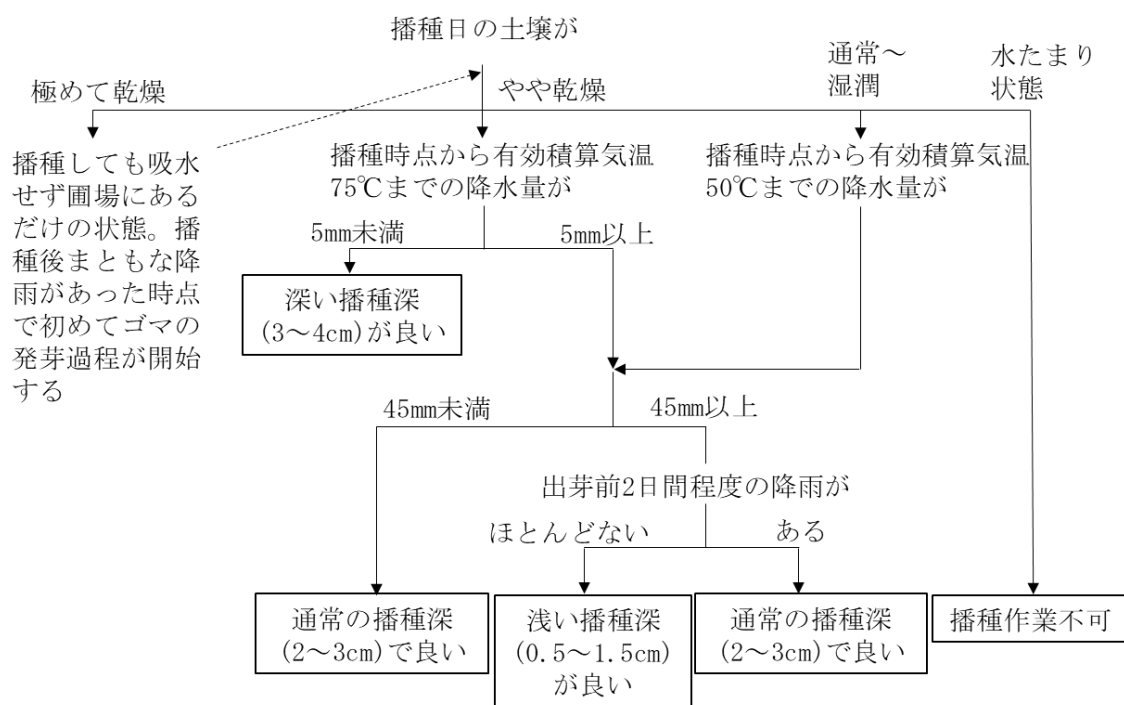 播種日の土壌が
極めて乾燥
やや乾燥
通常～
湿潤
水たまり
状態
播種しても吸水
せず圃場にある
だけの状態。播
種後まともな降
雨があった時点
で初めてゴマの
発芽過程が開始
する
播種時点から有効積算気温
75℃までの降水量が
播種時点から有効積算気温
50℃までの降水量が
5㎜未満
5㎜以上
深い播種深
(3～4cm)が良い
45㎜未満
45㎜以上
出芽前2日間程度の降雨が
ほとんどない
ある
通常の播種深
(2～3cm)で良い
浅い播種深
(0.5～1.5cm)
が良い
通常の播種深
(2～3cm)で良い
播種作業不可